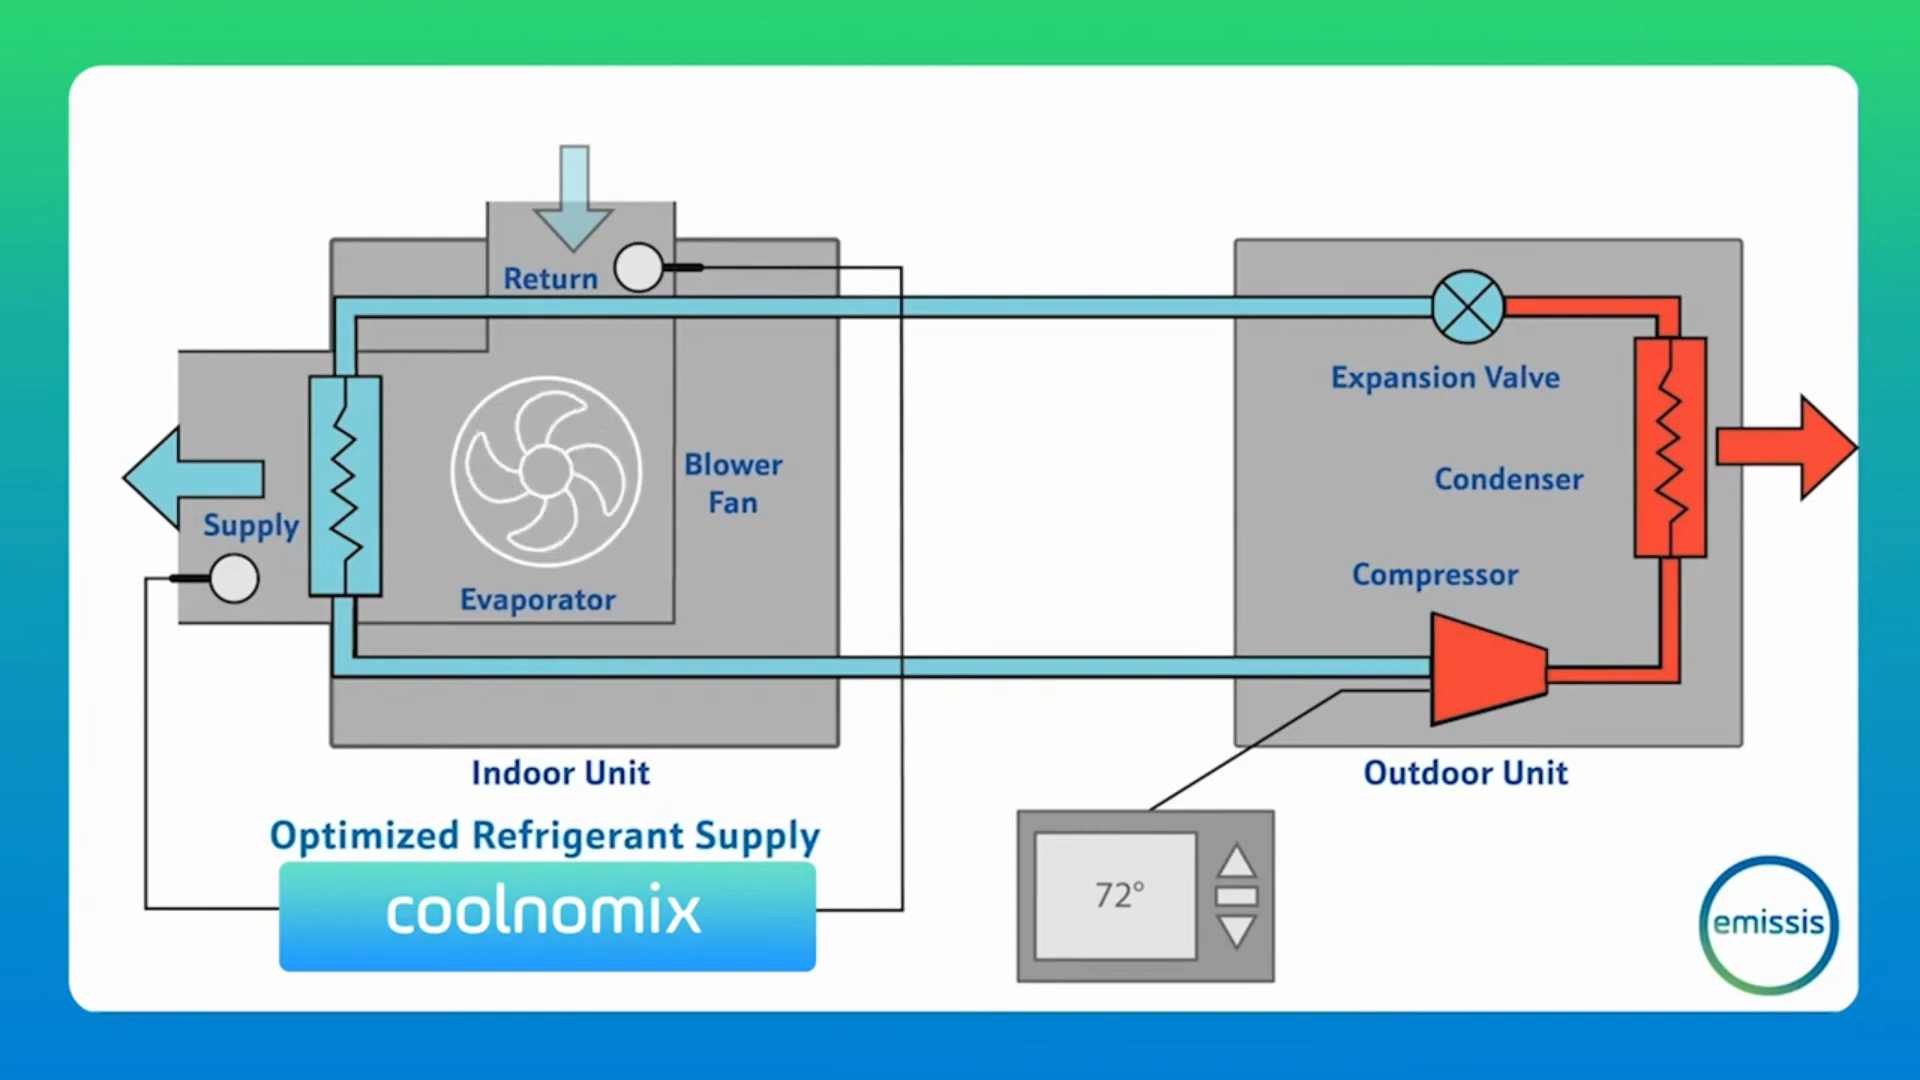 Return
Expansion Valve
Blower
Fan
Condenser
Supply
Compressor
Evaporator
Indoor Unit
Outdoor Unit
Optimized Refrigerant Supply
coolnomix
72°
emissis